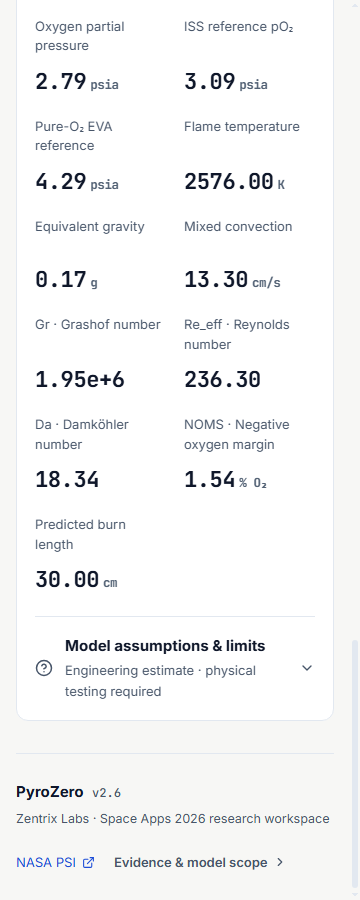 Oxygen partial pressure
2.79 psia
ISS reference pO₂
3.09 psia
Pure-O₂ EVA reference
4.29 psia
Flame temperature
2576.00 K
Equivalent gravity
0.17 g
Mixed convection
13.30 cm/s
Gr · Grashof number
1.95e+6
Re_eff · Reynolds number
236.30
Da · Damköhler number
18.34
NOMS · Negative oxygen margin
1.54 % O₂
Predicted burn length
30.00 cm
Model assumptions & limits
Engineering estimate · physical
testing required
PyroZero v2.6
Zentrix Labs · Space Apps 2026 research workspace
NASA PSI Evidence & model scope